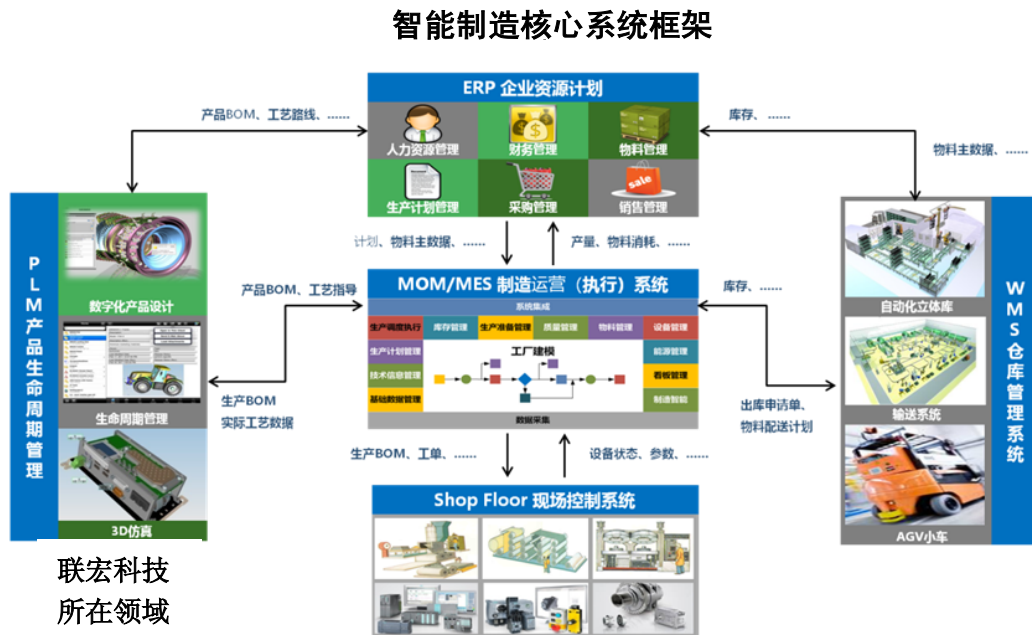 智能制造核心系统框架
ERP 企业资源计划
人力资源管理
财务管理
物料管理
生产计划管理
采购管理
sale
销售管理
产品BOM、工艺路线、……
库存、……
物料主数据、……
计划、物料主数据、……
产量、物料消耗、……
PLM产品生命周期管理
数字化产品设计
生命周期管理
3D仿真
联宏科技
所在领域
产品BOM、工艺指导
生产BOM
实际工艺数据
MOM/MES 制造运营（执行）系统
系统集成
生产调度执行
库存管理
生产准备管理
质量管理
物料管理
设备管理
生产计划管理
技术信息管理
基础数据管理
工厂建模
能源管理
看板管理
制造智能
数据采集
库存、……
出库申请单、
物料配送计划
WMS仓库管理系统
自动化立体库
输送系统
AGV小车
生产BOM、工单、……
设备状态、参数、……
Shop Floor 现场控制系统